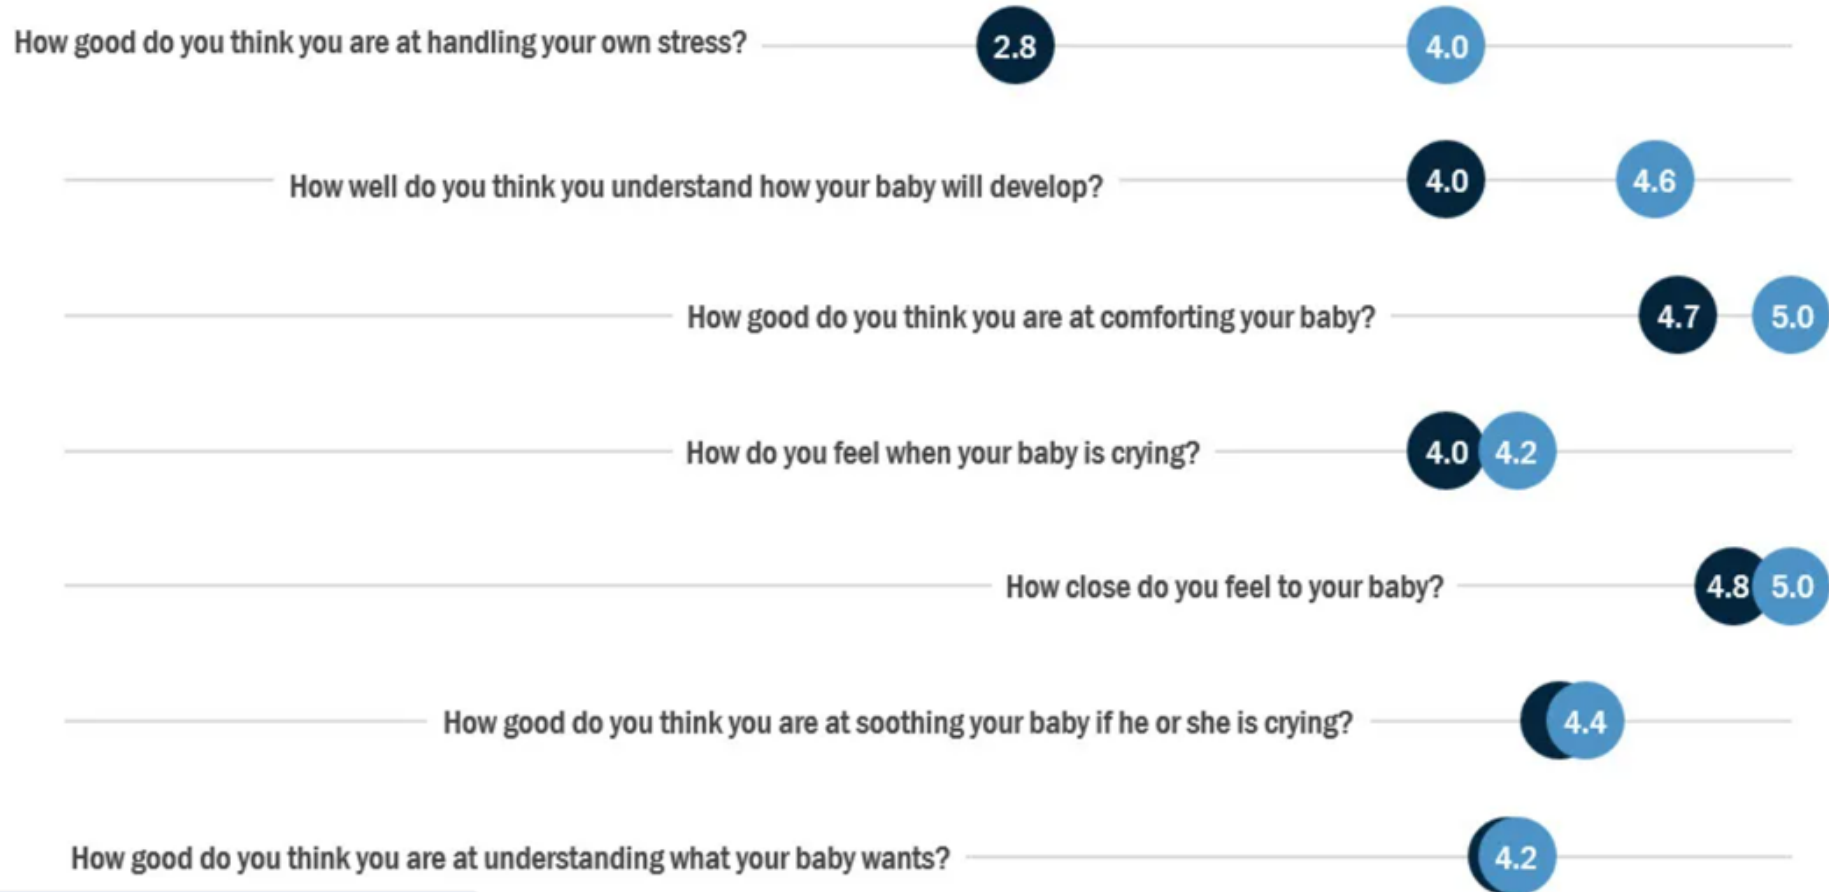 How good do you think you are at handling your own stress? 2.8 4.0
How well do you think you understand how your baby will develop? 4.0 4.6
How good do you think you are at comforting your baby? 4.7 5.0
How do you feel when your baby is crying? 4.0 4.2
How close do you feel to your baby? 4.8 5.0
How good do you think you are at soothing your baby if he or she is crying? 4.4
How good do you think you are at understanding what your baby wants? 4.2